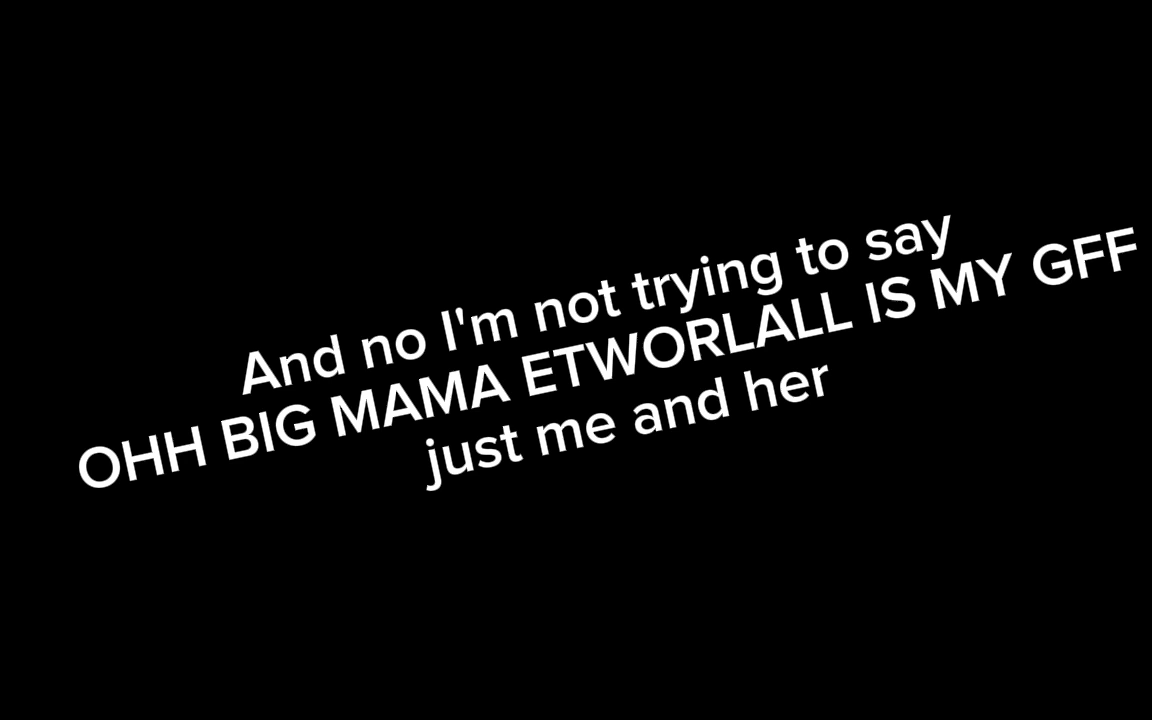 And no I'm not trying to say
OHH BIG MAMA ETWORLALL IS MY GFF
just me and her